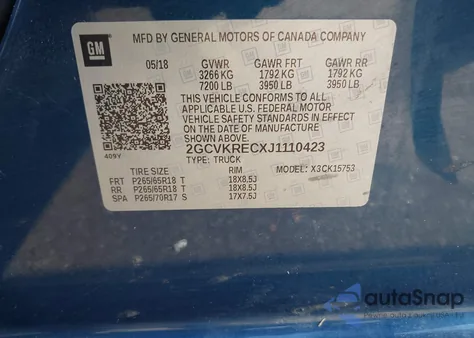 GM
MFD BY GENERAL MOTORS OF CANADA COMPANY
05/18 GVWR GAWR FRT GAWR RR
3266 KG 1792 KG 1792 KG
7200 LB 3950 LB 3950 LB
THIS VEHICLE CONFORMS TO ALL
APPLICABLE U.S. FEDERAL MOTOR
VEHICLE SAFETY STANDARDS IN
EFFECT ON THE DATE OF
MANUFACTURE SHOWN ABOVE.
409Y 2GCVKRECXJ1110423
TYPE: TRUCK MODEL: X3CK15753
TIRE SIZE RIM
FRT P265/65R18 T 18X8.5J
RR P265/65R18 T 18X8.5J
SPA P265/70R17 S 17X7.5J
autoSnap